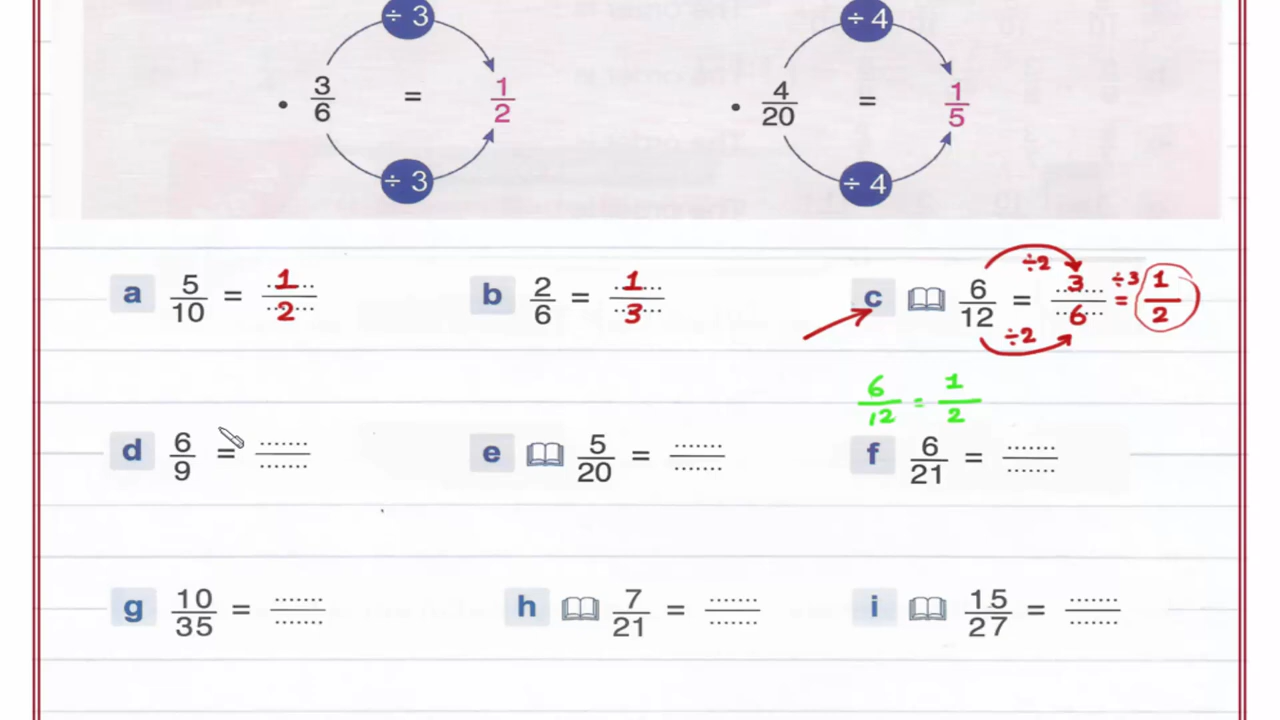 ÷ 3 ÷ 4
• 3/6 = 1/2 • 4/20 = 1/5
÷ 3 ÷ 4
a 5/10 = 1/2 b 2/6 = 1/3 c 6/12 = 3/6 = 1/2
÷2 ÷3
÷2
6/12 = 1/2
d 6/9 = ...... e 5/20 = ...... f 6/21 = ......
g 10/35 = ...... h 7/21 = ...... i 15/27 = ......